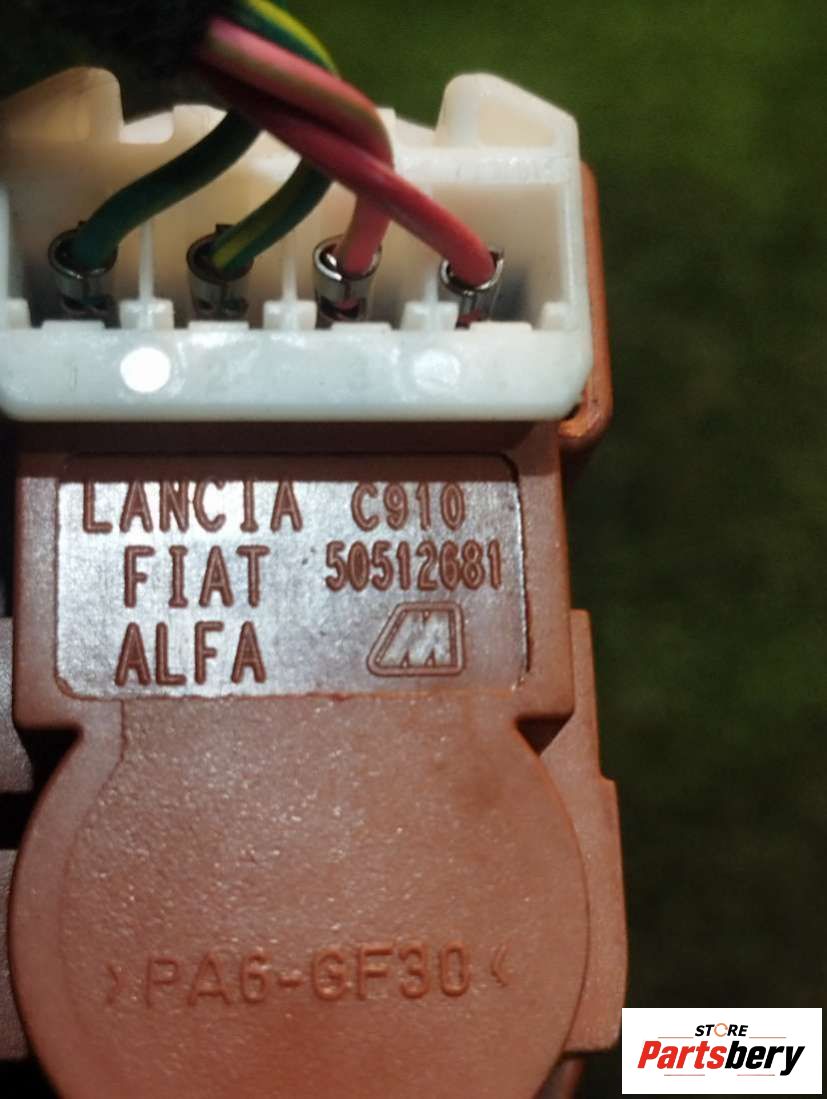 LANCIA C910
FIAT 50512681
ALFA M
>PA6-GF30<
STORE
Partsbery